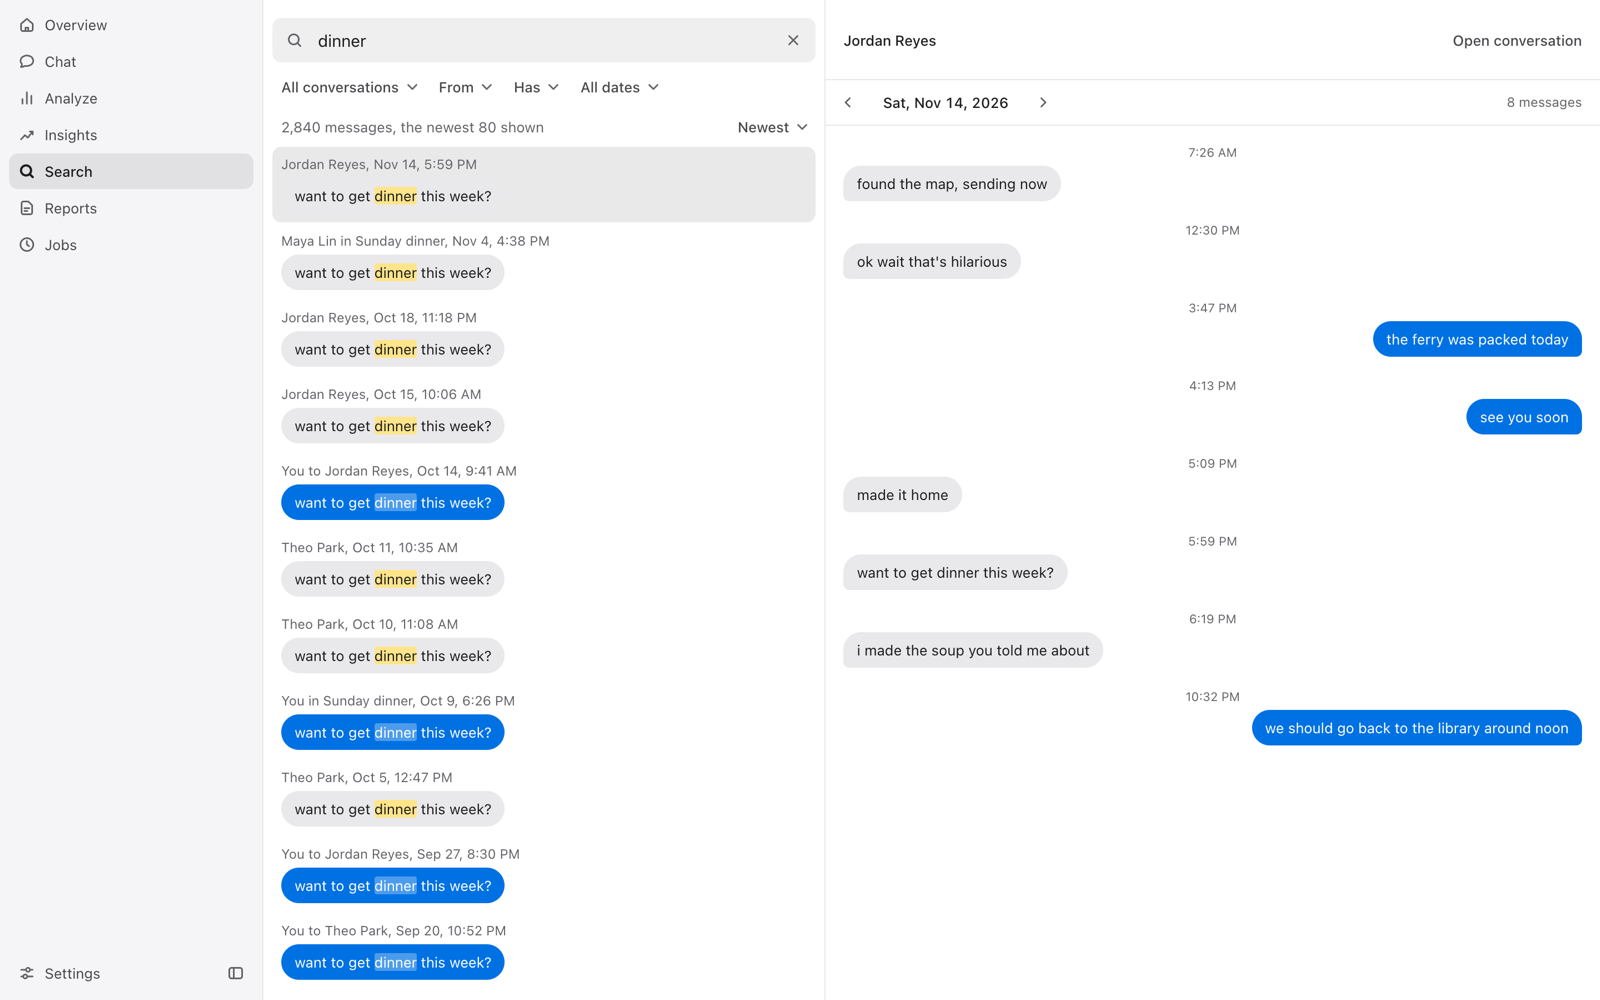 Overview
Chat
Analyze
Insights
Search
Reports
Jobs
Settings
dinner
All conversations
From
Has
All dates
2,840 messages, the newest 80 shown
Newest
Jordan Reyes, Nov 14, 5:59 PM
want to get dinner this week?
Maya Lin in Sunday dinner, Nov 4, 4:38 PM
want to get dinner this week?
Jordan Reyes, Oct 18, 11:18 PM
want to get dinner this week?
Jordan Reyes, Oct 15, 10:06 AM
want to get dinner this week?
You to Jordan Reyes, Oct 14, 9:41 AM
want to get dinner this week?
Theo Park, Oct 11, 10:35 AM
want to get dinner this week?
Theo Park, Oct 10, 11:08 AM
want to get dinner this week?
You in Sunday dinner, Oct 9, 6:26 PM
want to get dinner this week?
Theo Park, Oct 5, 12:47 PM
want to get dinner this week?
You to Jordan Reyes, Sep 27, 8:30 PM
want to get dinner this week?
You to Theo Park, Sep 20, 10:52 PM
want to get dinner this week?
Jordan Reyes
Open conversation
Sat, Nov 14, 2026
8 messages
7:26 AM
found the map, sending now
12:30 PM
ok wait that's hilarious
3:47 PM
the ferry was packed today
4:13 PM
see you soon
5:09 PM
made it home
5:59 PM
want to get dinner this week?
6:19 PM
i made the soup you told me about
10:32 PM
we should go back to the library around noon